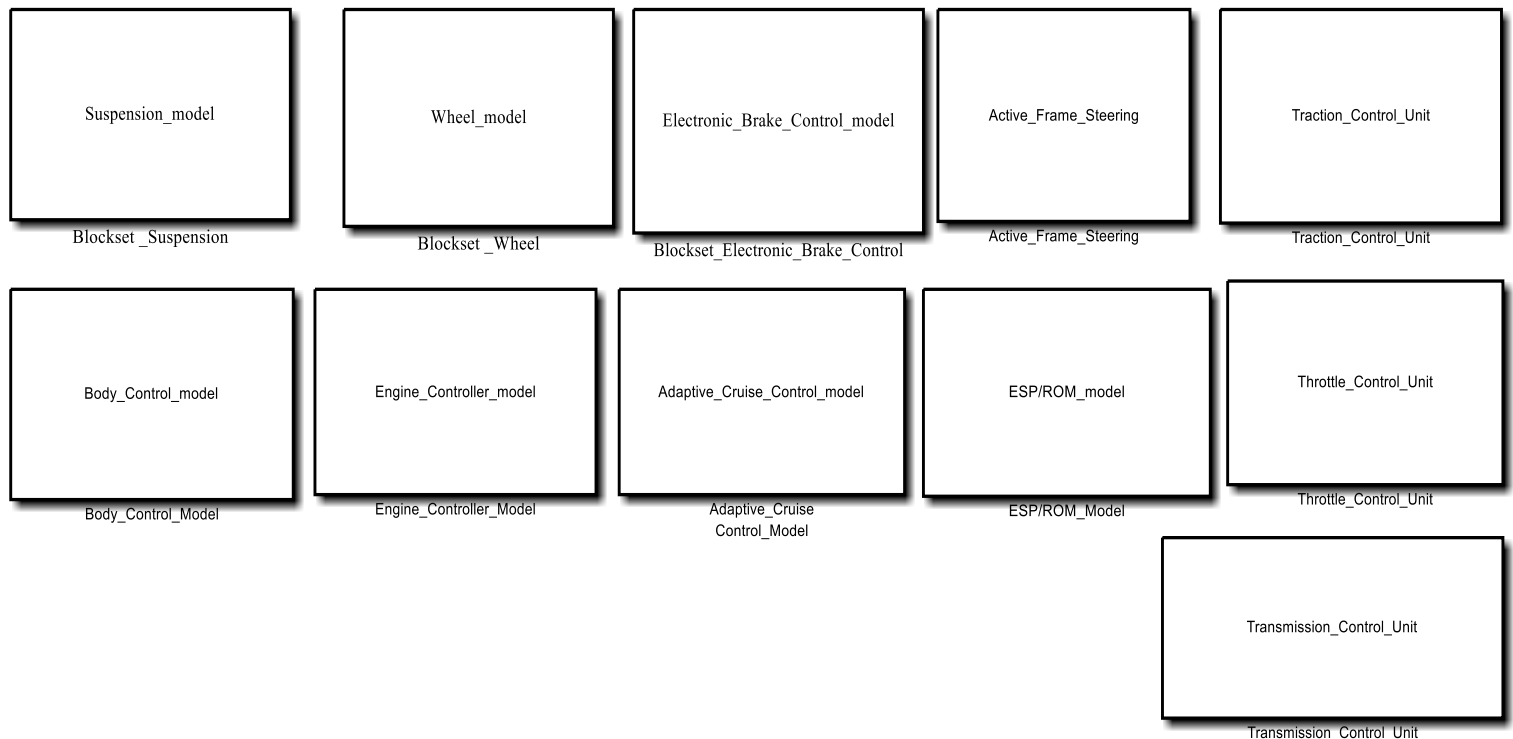 Suspension_model
Blockset _Suspension
Wheel_model
Blockset _Wheel
Electronic_Brake_Control_model
Blockset_Electronic_Brake_Control
Active_Frame_Steering
Active_Frame_Steering
Traction_Control_Unit
Traction_Control_Unit
Body_Control_model
Body_Control_Model
Engine_Controller_model
Engine_Controller_Model
Adaptive_Cruise_Control_model
Adaptive_Cruise
Control_Model
ESP/ROM_model
ESP/ROM_Model
Throttle_Control_Unit
Throttle_Control_Unit
Transmission_Control_Unit
Transmission_Control_Unit